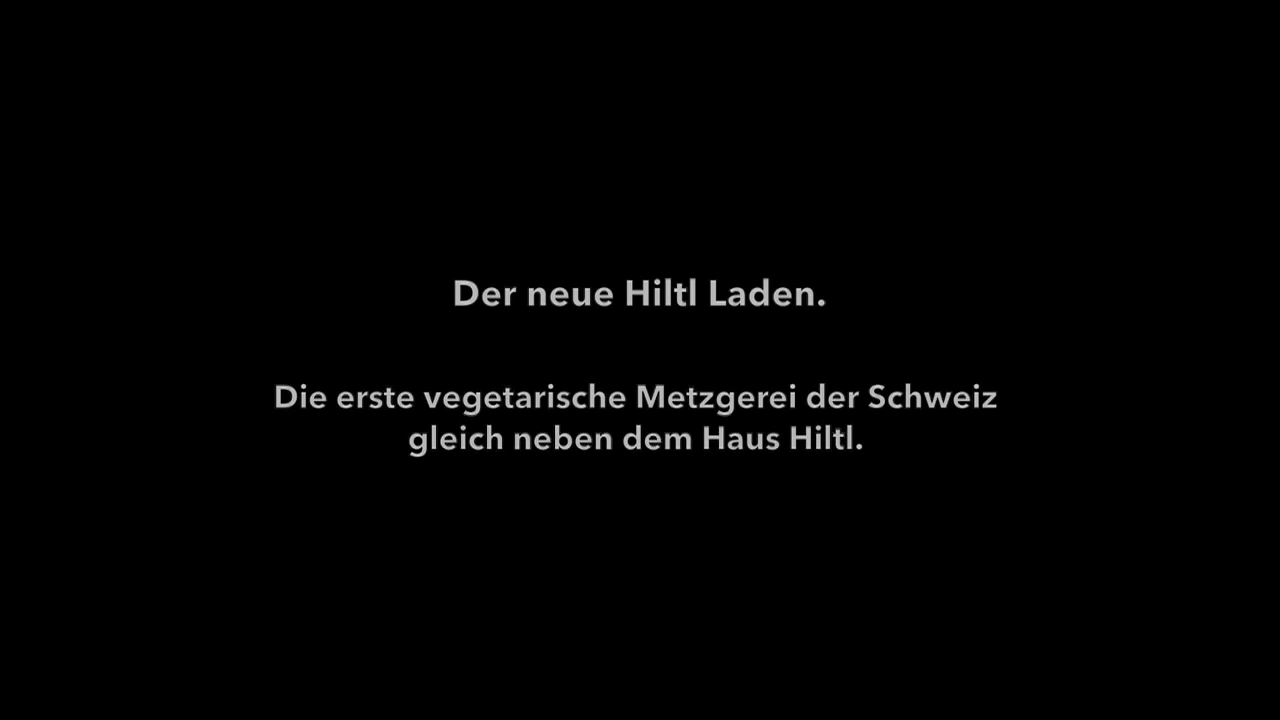 Der neue Hiltl Laden.
Die erste vegetarische Metzgerei der Schweiz
gleich neben dem Haus Hiltl.